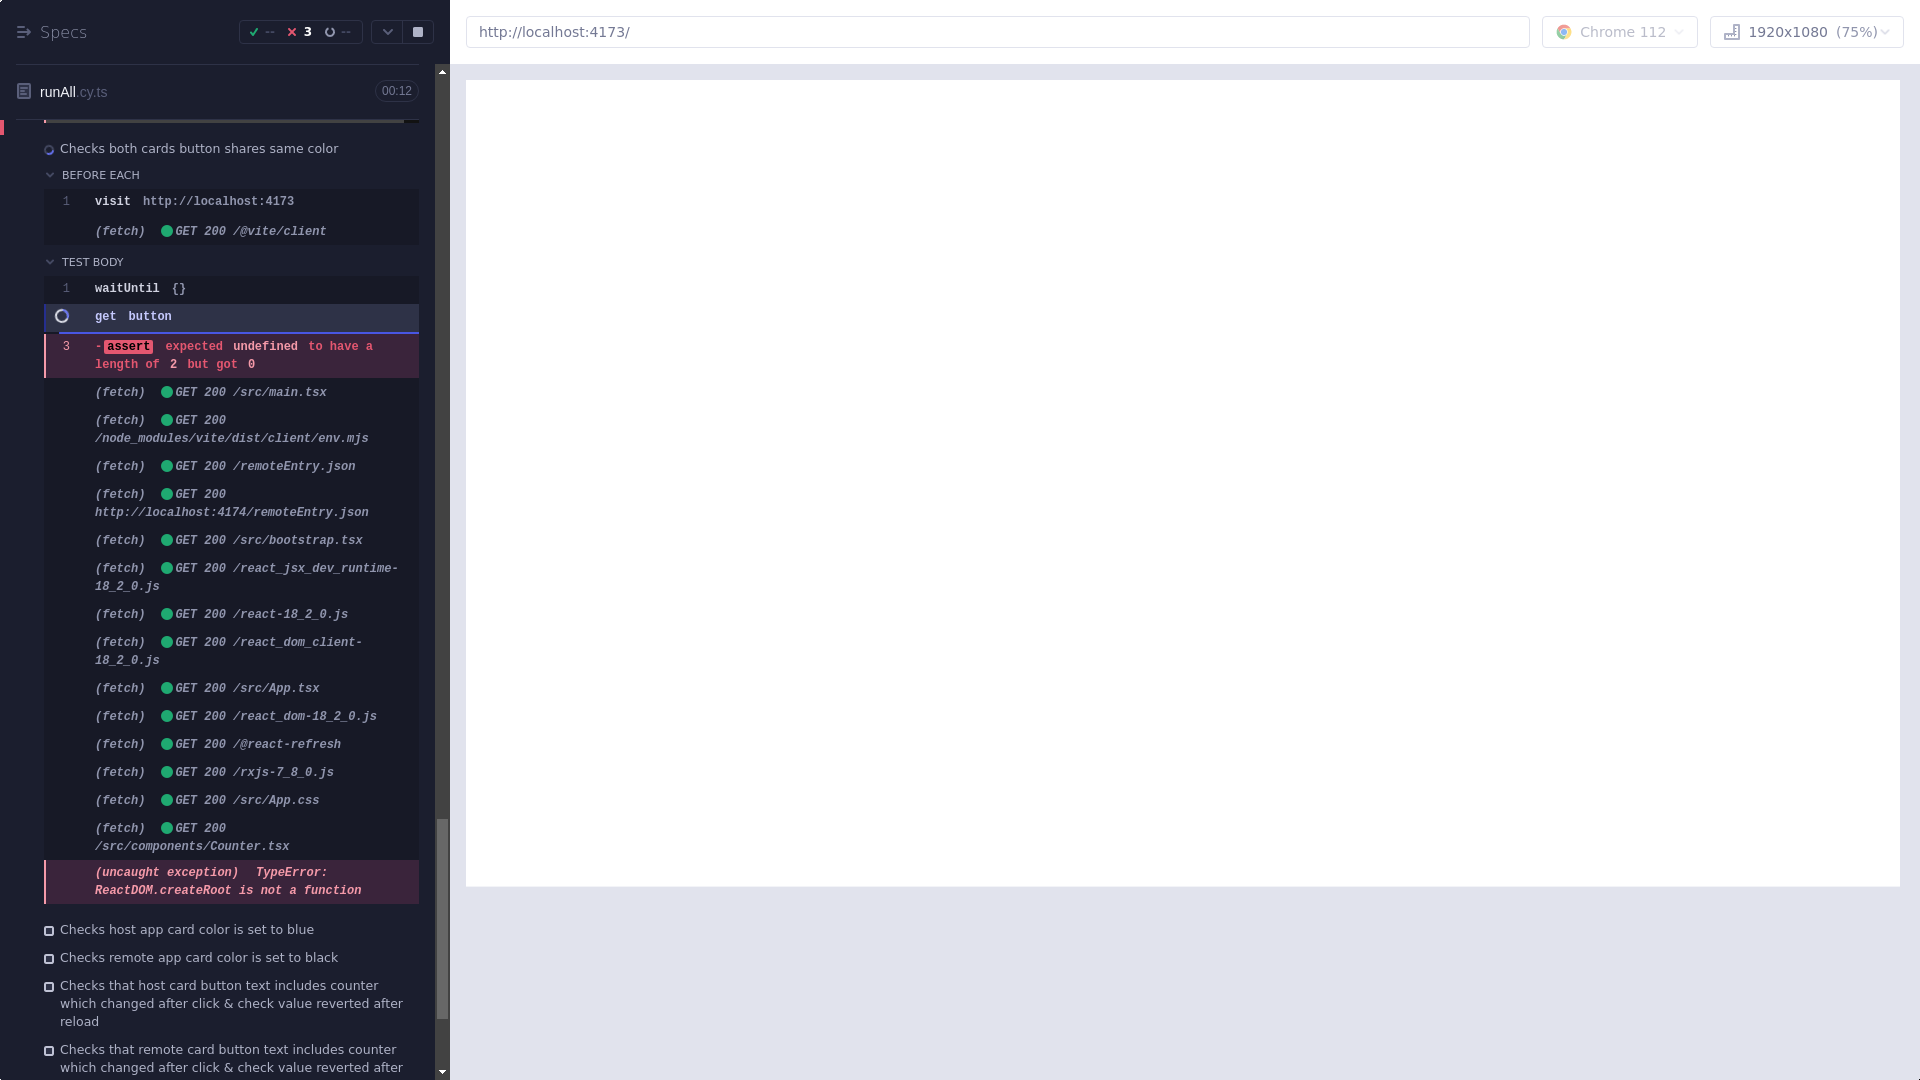 Specs
-- 3 --
http://localhost:4173/
Chrome 112
1920x1080 (75%)
runAll.cy.ts
00:12
Checks both cards button shares same color
BEFORE EACH
1 visit http://localhost:4173
(fetch) GET 200 /@vite/client
TEST BODY
1 waitUntil {}
get button
3 -assert expected undefined to have a
length of 2 but got 0
(fetch) GET 200 /src/main.tsx
(fetch) GET 200
/node_modules/vite/dist/client/env.mjs
(fetch) GET 200 /remoteEntry.json
(fetch) GET 200
http://localhost:4174/remoteEntry.json
(fetch) GET 200 /src/bootstrap.tsx
(fetch) GET 200 /react_jsx_dev_runtime-
18_2_0.js
(fetch) GET 200 /react-18_2_0.js
(fetch) GET 200 /react_dom_client-
18_2_0.js
(fetch) GET 200 /src/App.tsx
(fetch) GET 200 /react_dom-18_2_0.js
(fetch) GET 200 /@react-refresh
(fetch) GET 200 /rxjs-7_8_0.js
(fetch) GET 200 /src/App.css
(fetch) GET 200
/src/components/Counter.tsx
(uncaught exception) TypeError:
ReactDOM.createRoot is not a function
Checks host app card color is set to blue
Checks remote app card color is set to black
Checks that host card button text includes counter
which changed after click & check value reverted after
reload
Checks that remote card button text includes counter
which changed after click & check value reverted after